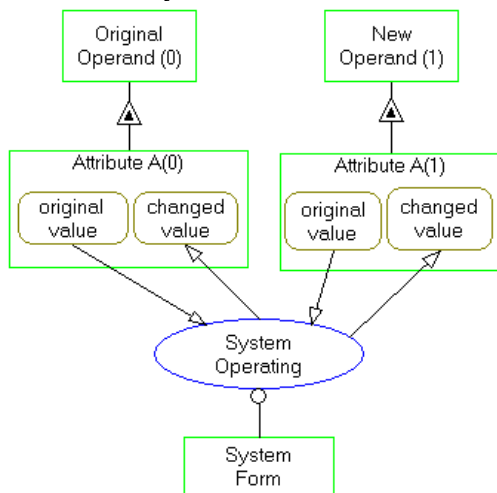 Original
Operand (0)
New
Operand (1)
Attribute A(0)
original
value
changed
value
Attribute A(1)
original
value
changed
value
System
Operating
System
Form